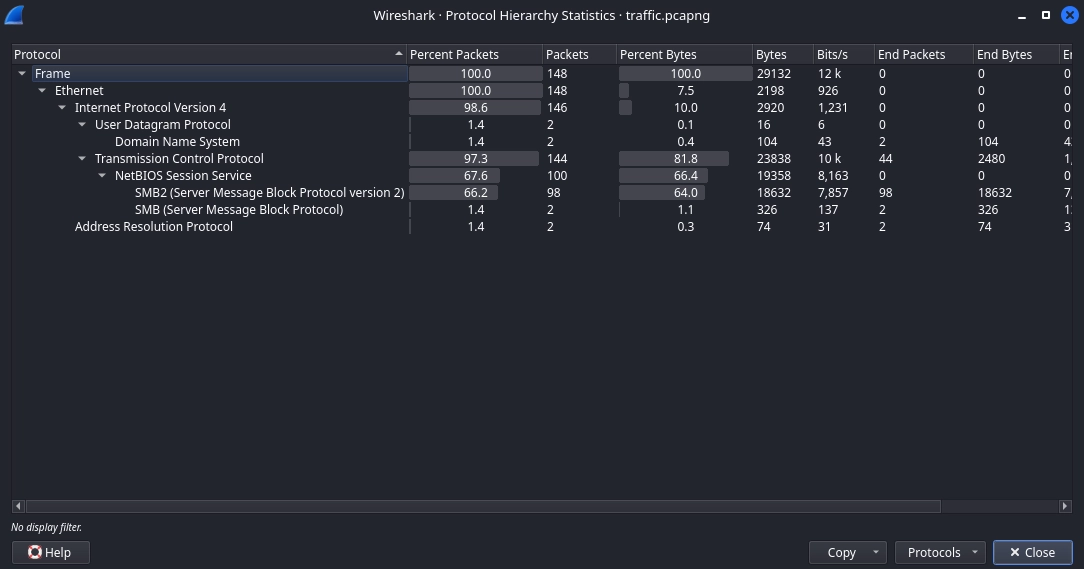 Wireshark · Protocol Hierarchy Statistics · traffic.pcapng
Protocol Percent Packets Packets Percent Bytes Bytes Bits/s End Packets End Bytes
Frame 100.0 148 100.0 29132 12 k 0 0 0
Ethernet 100.0 148 7.5 2198 926 0 0 0
Internet Protocol Version 4 98.6 146 10.0 2920 1,231 0 0 0
User Datagram Protocol 1.4 2 0.1 16 6 0 0 0
Domain Name System 1.4 2 0.4 104 43 2 104
Transmission Control Protocol 97.3 144 81.8 23838 10 k 44 2480 1,
NetBIOS Session Service 67.6 100 66.4 19358 8,163 0 0 0
SMB2 (Server Message Block Protocol version 2) 66.2 98 64.0 18632 7,857 98 18632 7,
SMB (Server Message Block Protocol) 1.4 2 1.1 326 137 2 326
Address Resolution Protocol 1.4 2 0.3 74 31 2 74 3
No display filter.
Help Copy Protocols Close